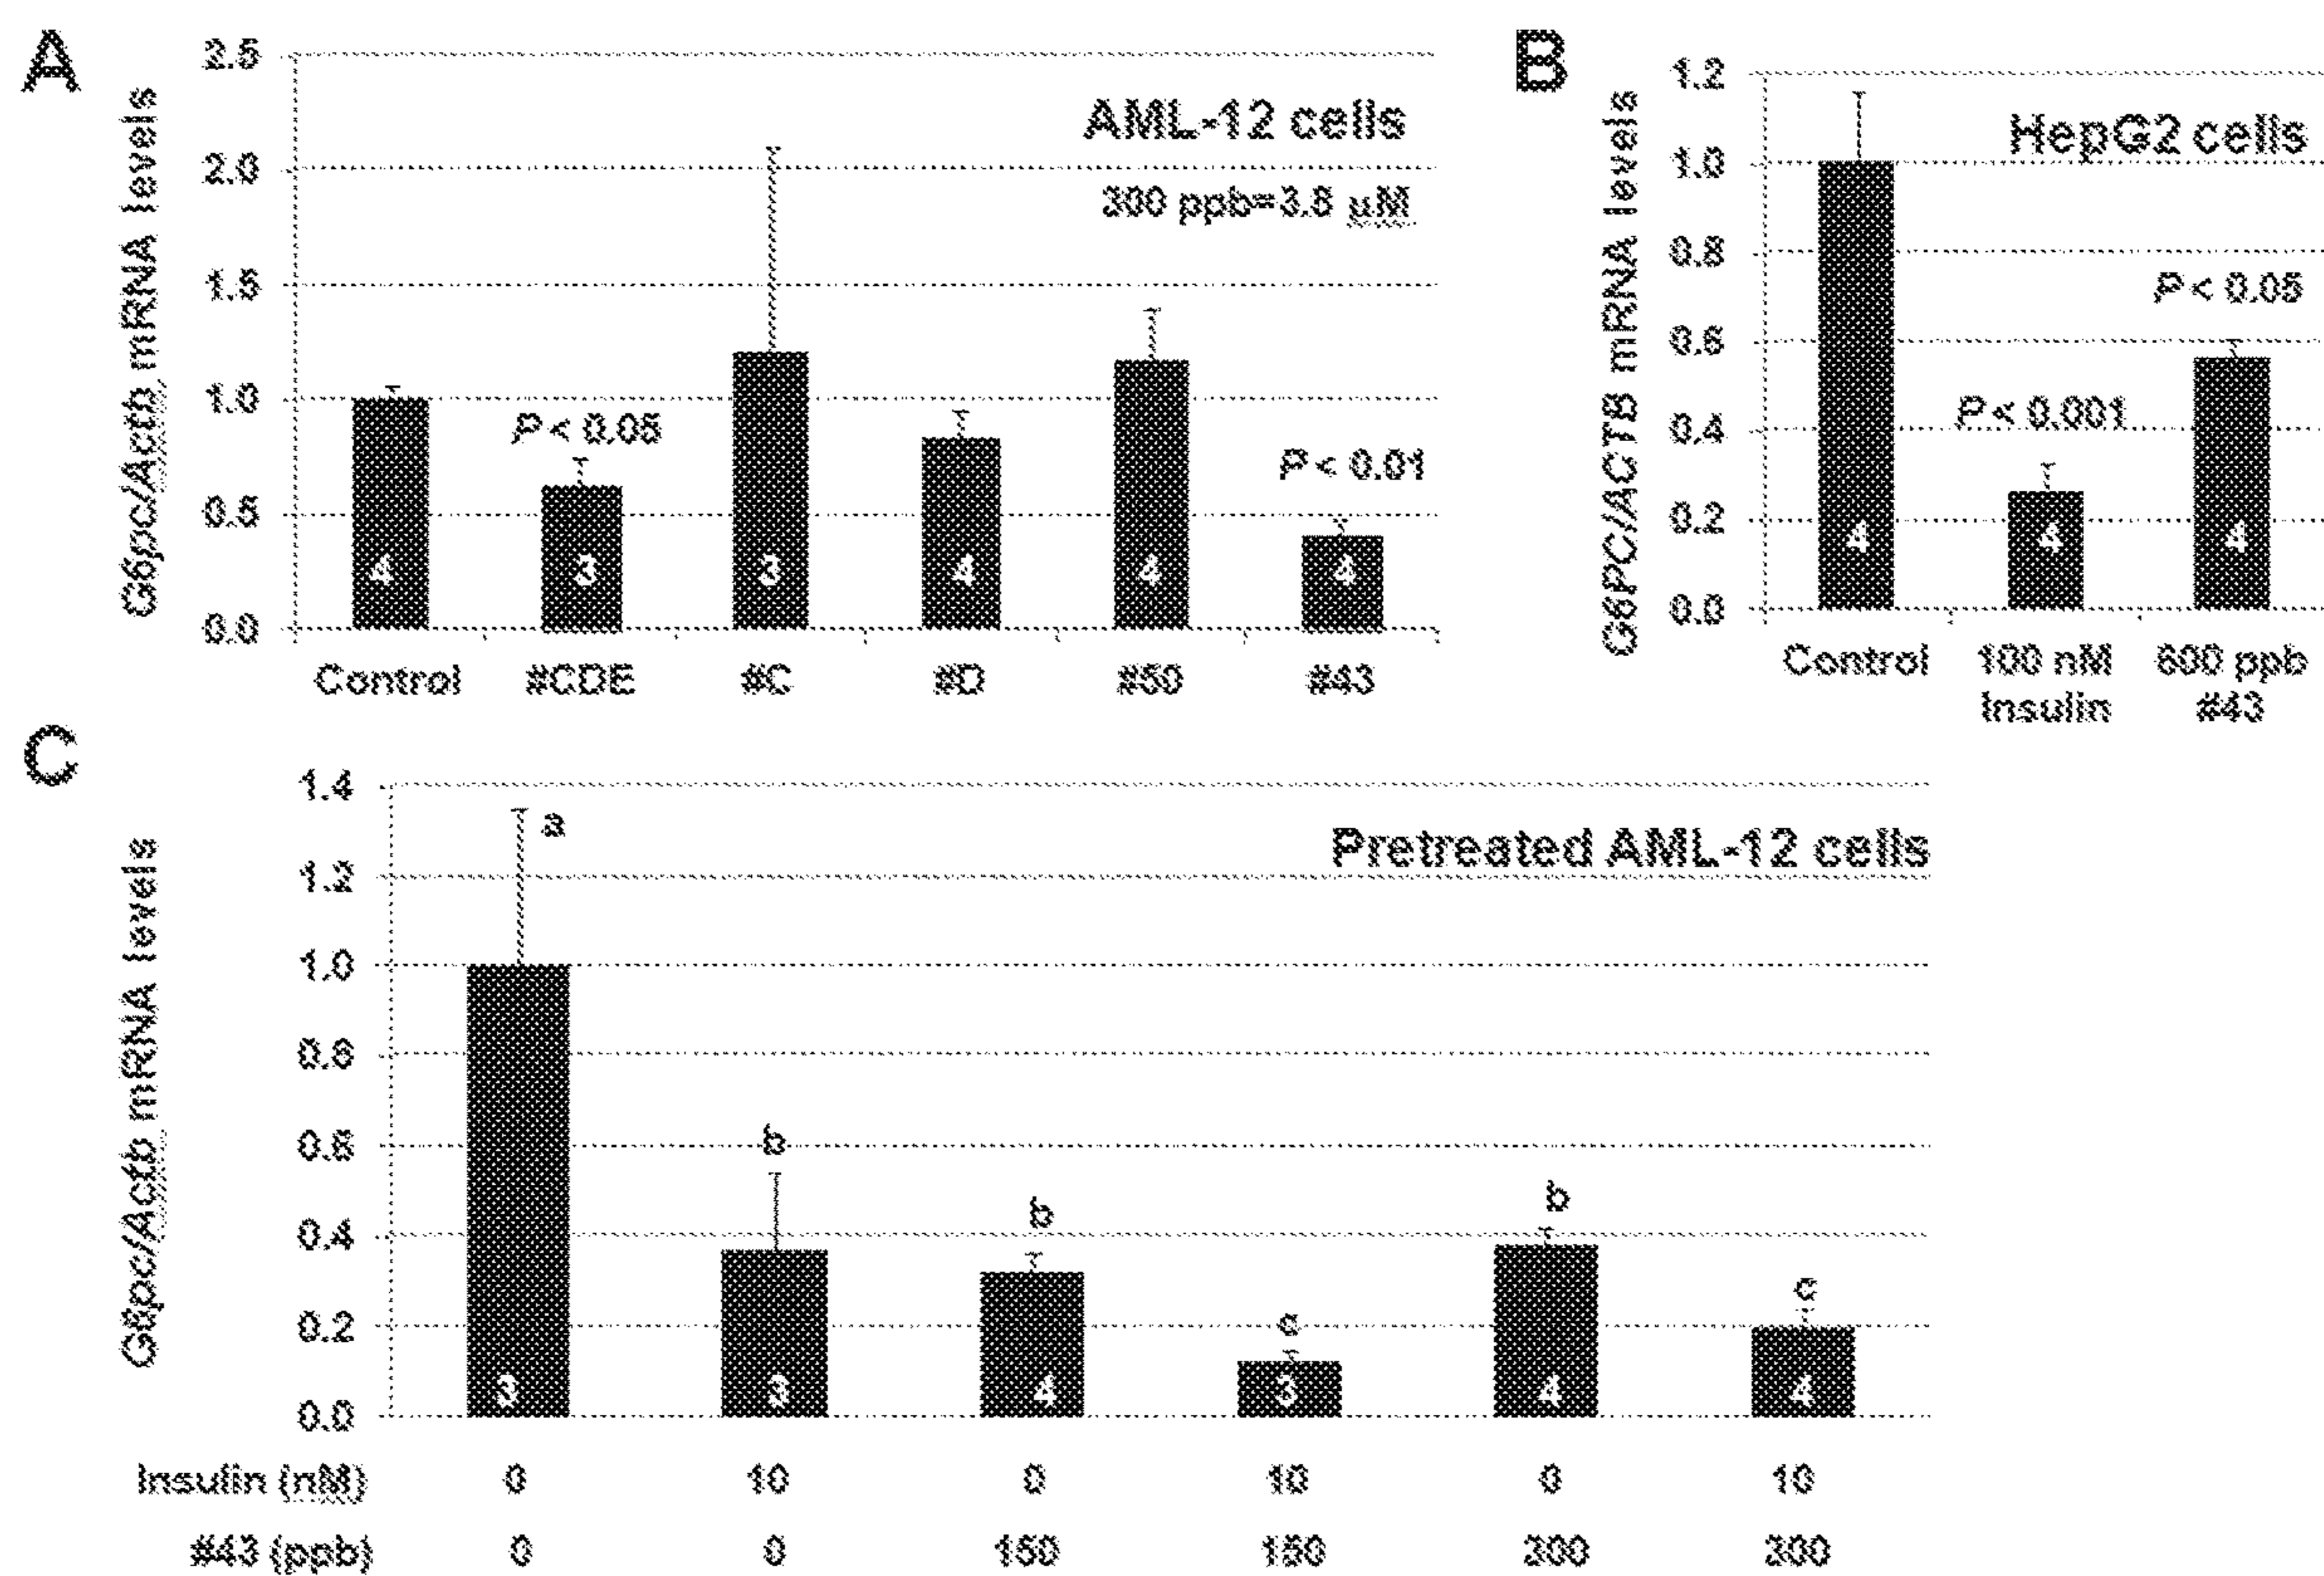 A
G6pc/Actb mRNA levels
2.5
2.0
1.5
1.0
0.5
0.0
AML-12 cells
300 ppb=3.8 µM
P < 0.05
P < 0.01
4
3
3
4
4
4
Control
#CDE
#C
#D
#50
#43
B
G6PC/ACTB mRNA levels
1.2
1.0
0.8
0.6
0.4
0.2
0.0
HepG2 cells
P < 0.05
P < 0.001
4
4
4
Control
100 nM
Insulin
600 ppb
#43
C
G6pc/Actb mRNA levels
1.4
1.2
1.0
0.8
0.6
0.4
0.2
0.0
Pretreated AML-12 cells
a
b
b
c
b
c
3
3
4
3
4
4
Insulin (nM) 0 10 0 10 0 10
#43 (ppb) 0 0 150 150 300 300